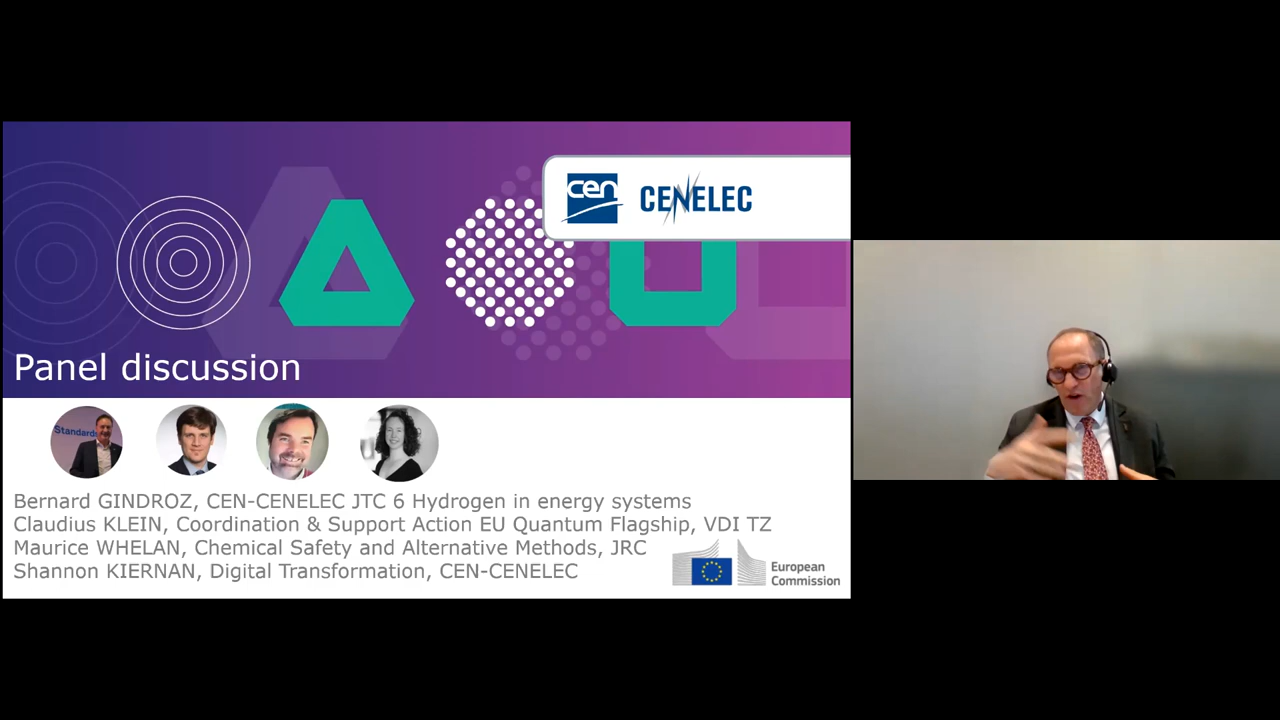 cen
CENELEC
Panel discussion
Standards
Bernard GINDROZ, CEN-CENELEC JTC 6 Hydrogen in energy systems
Claudius KLEIN, Coordination & Support Action EU Quantum Flagship, VDI TZ
Maurice WHELAN, Chemical Safety and Alternative Methods, JRC
Shannon KIERNAN, Digital Transformation, CEN-CENELEC
European
Commission